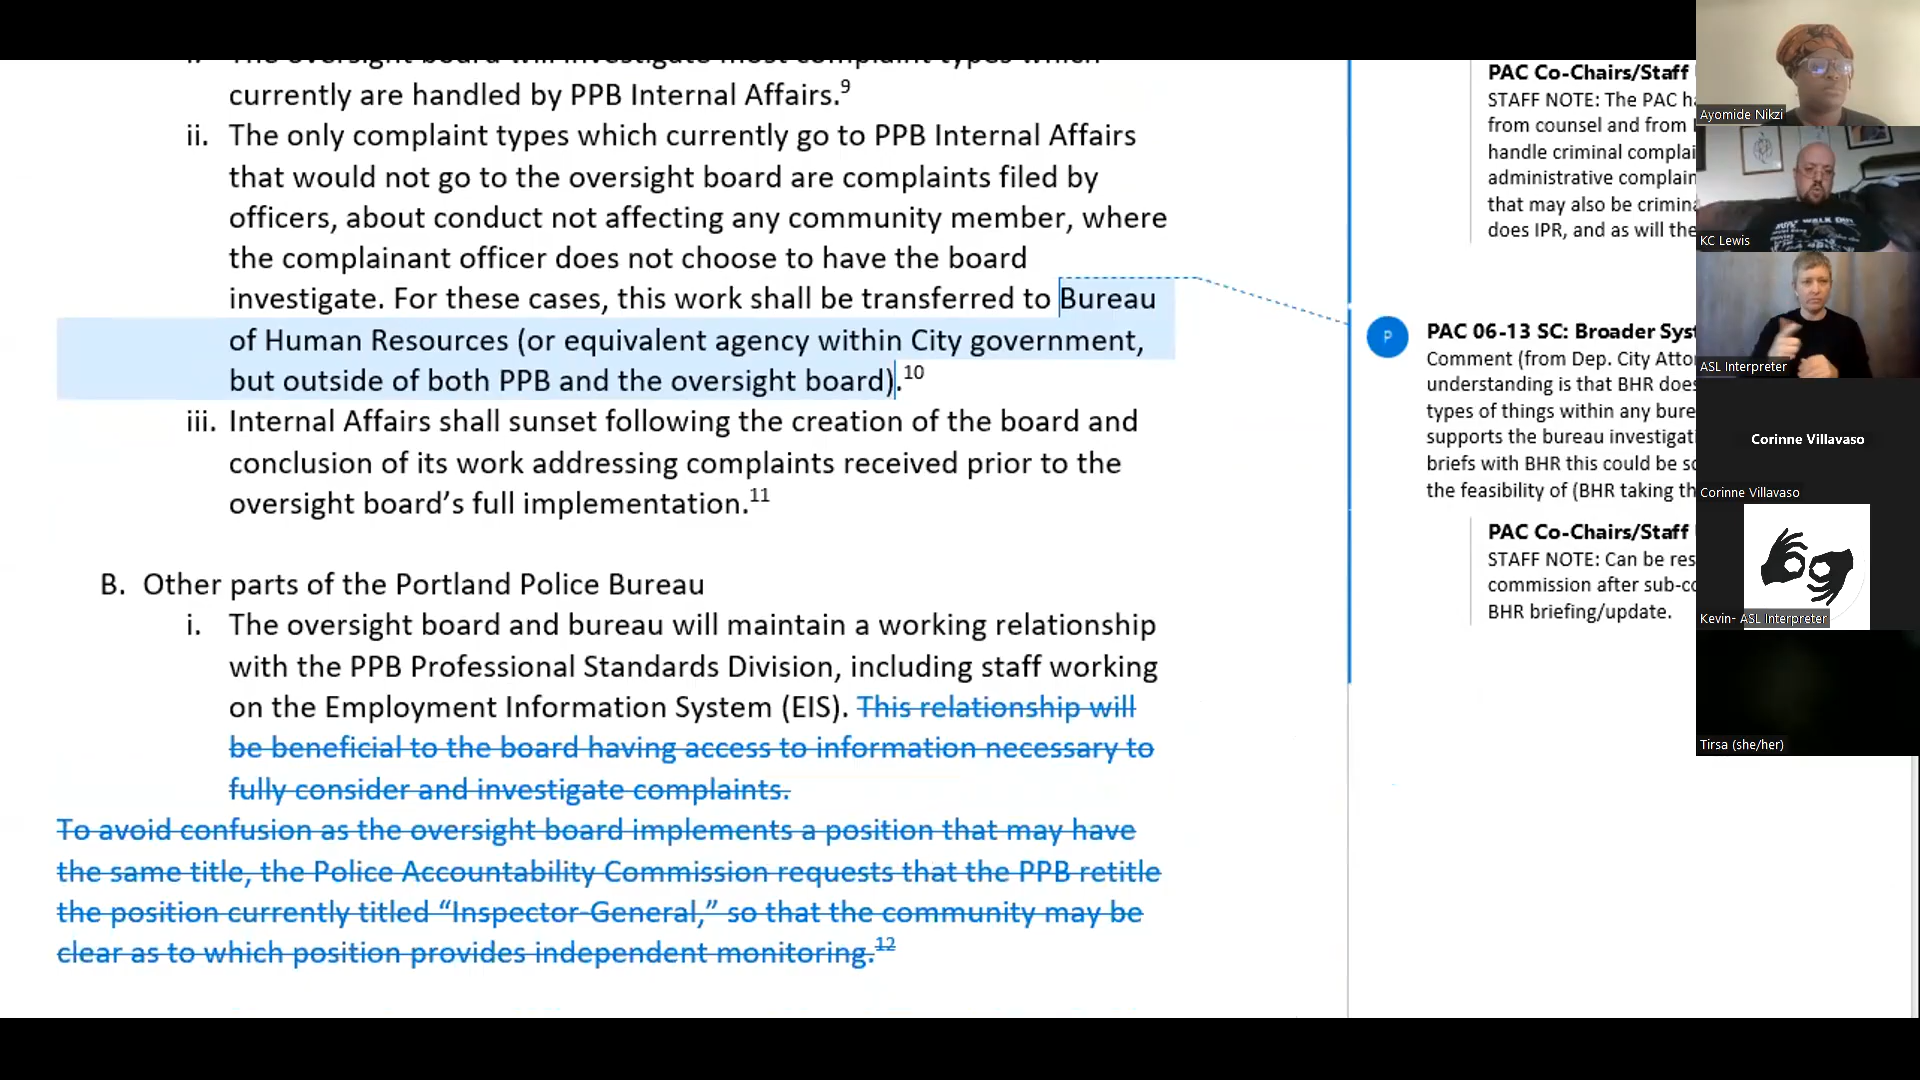 i. The oversight board will investigate most complaint types which
currently are handled by PPB Internal Affairs.9
ii. The only complaint types which currently go to PPB Internal Affairs
that would not go to the oversight board are complaints filed by
officers, about conduct not affecting any community member, where
the complainant officer does not choose to have the board
investigate. For these cases, this work shall be transferred to Bureau
of Human Resources (or equivalent agency within City government,
but outside of both PPB and the oversight board).10
iii. Internal Affairs shall sunset following the creation of the board and
conclusion of its work addressing complaints received prior to the
oversight board's full implementation.11
B. Other parts of the Portland Police Bureau
i. The oversight board and bureau will maintain a working relationship
with the PPB Professional Standards Division, including staff working
on the Employment Information System (EIS). This relationship will
be beneficial to the board having access to information necessary to
fully consider and investigate complaints.
To avoid confusion as the oversight board implements a position that may have
the same title, the Police Accountability Commission requests that the PPB retitle
the position currently titled “Inspector-General,” so that the community may be
clear as to which position provides independent monitoring.12
PAC Co-Chairs/Staff
STAFF NOTE: The PAC ha
from counsel and from
handle criminal complai
administrative complain
that may also be crimina
does IPR, and as will the
P
PAC 06-13 SC: Broader Syst
Comment (from Dep. City Atto
understanding is that BHR does
types of things within any bure
supports the bureau investigati
briefs with BHR this could be so
the feasibility of (BHR taking th
PAC Co-Chairs/Staff
STAFF NOTE: Can be res
commission after sub-co
BHR briefing/update.
Ayomide Nikzi
KC Lewis
ASL Interpreter
Corinne Villavaso
Corinne Villavaso
Kevin- ASL Interpreter
Tirsa (she/her)